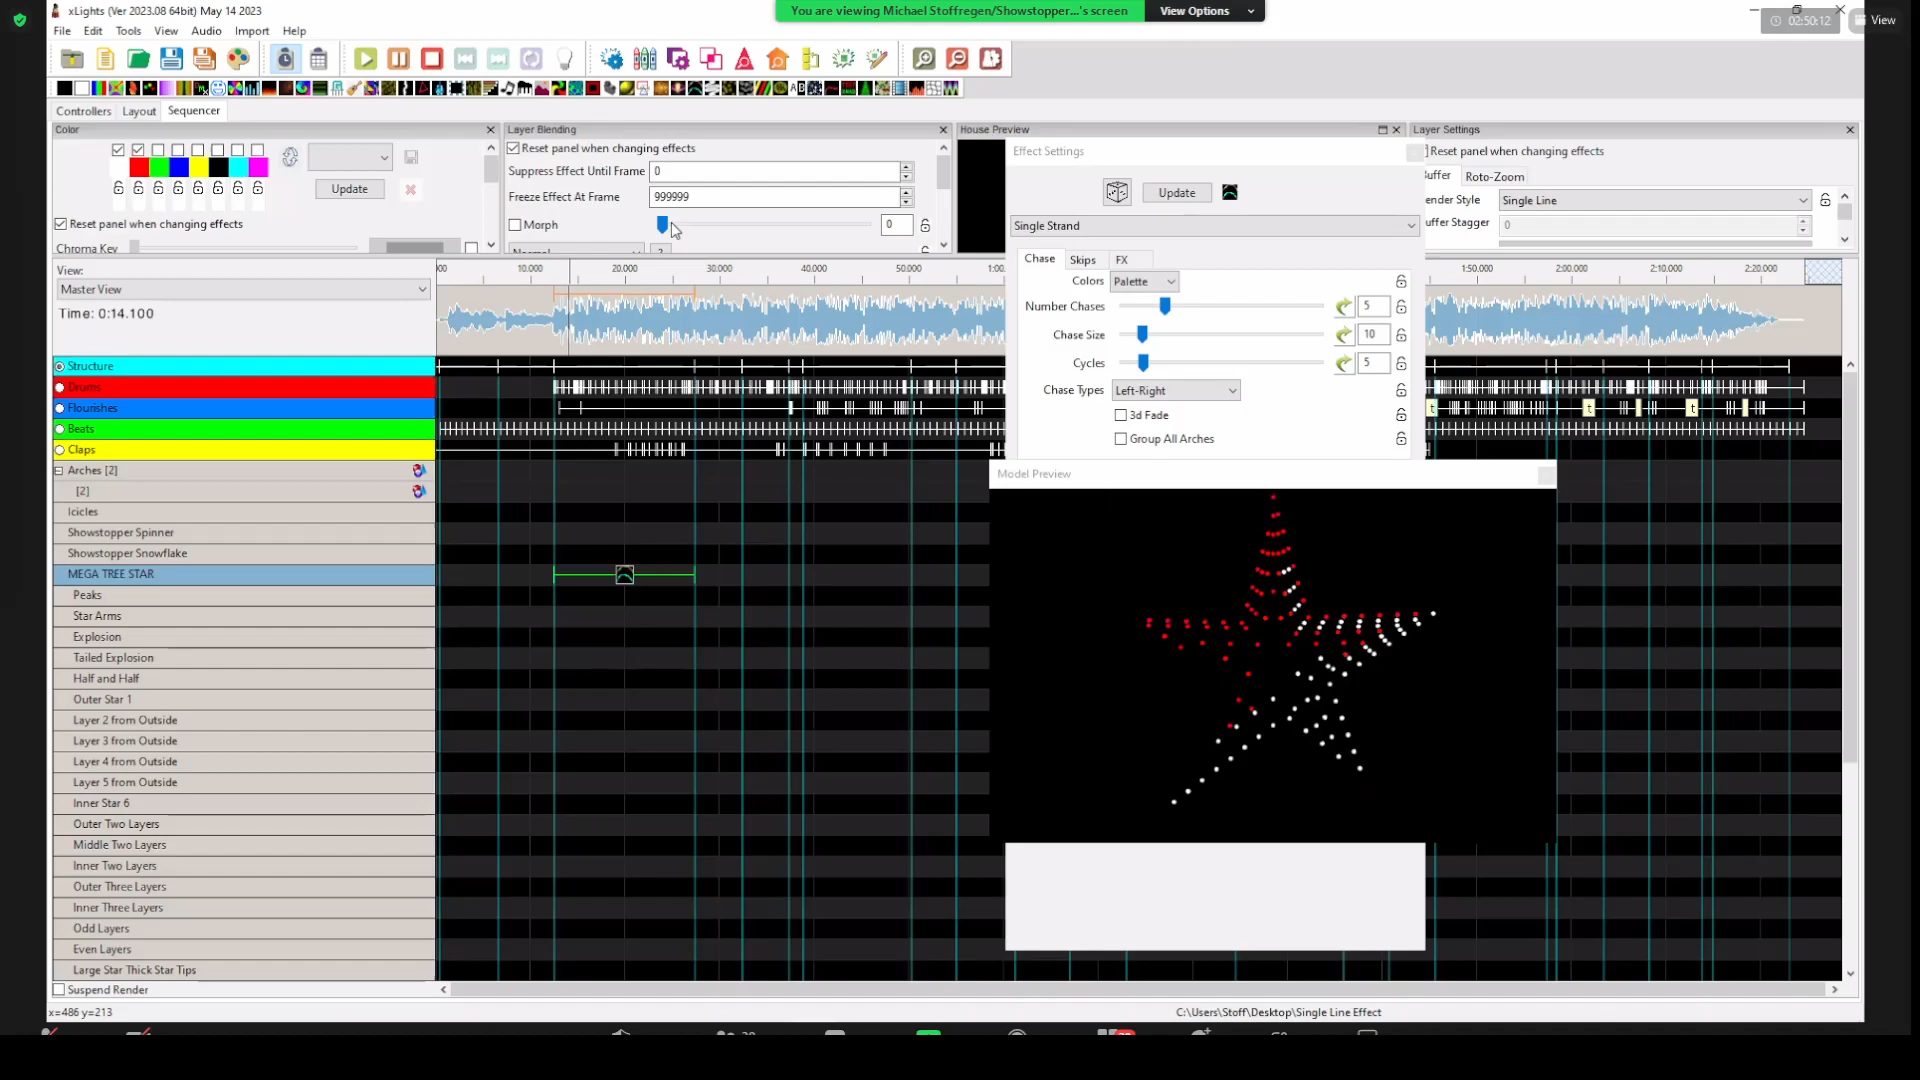 xLights (Ver 2023.08 64bit) May 14 2023
You are viewing Michael Stoffregen/Showstopper...'s screen
View Options
02:50:12
View
File Edit Tools View Audio Import Help
Controllers Layout Sequencer
Color
Update
Reset panel when changing effects
Chroma Key
Layer Blending
Reset panel when changing effects
Suppress Effect Until Frame 0
Freeze Effect At Frame 999999
Morph 0
House Preview
Effect Settings
Update
Single Strand
Chase Skips FX
Colors Palette
Number Chases 5
Chase Size 10
Cycles 5
Chase Types Left-Right
3d Fade
Group All Arches
Layer Settings
Reset panel when changing effects
Roto-Zoom
Single Line
0
View:
Master View
Time: 0:14.100
10.000 20.000 30.000 40.000 50.000
1:50.000 2:00.000 2:10.000 2:20.000
Structure
Drums
Flourishes
t t t
Beats
Claps
Arches [2]
[2]
Icicles
Showstopper Spinner
Showstopper Snowflake
MEGA TREE STAR
Peaks
Star Arms
Explosion
Tailed Explosion
Half and Half
Outer Star 1
Layer 2 from Outside
Layer 3 from Outside
Layer 4 from Outside
Layer 5 from Outside
Inner Star 6
Outer Two Layers
Middle Two Layers
Inner Two Layers
Outer Three Layers
Inner Three Layers
Odd Layers
Even Layers
Large Star Thick Star Tips
Model Preview
Suspend Render
x=486 y=213
C:\Users\Stoff\Desktop\Single Line Effect